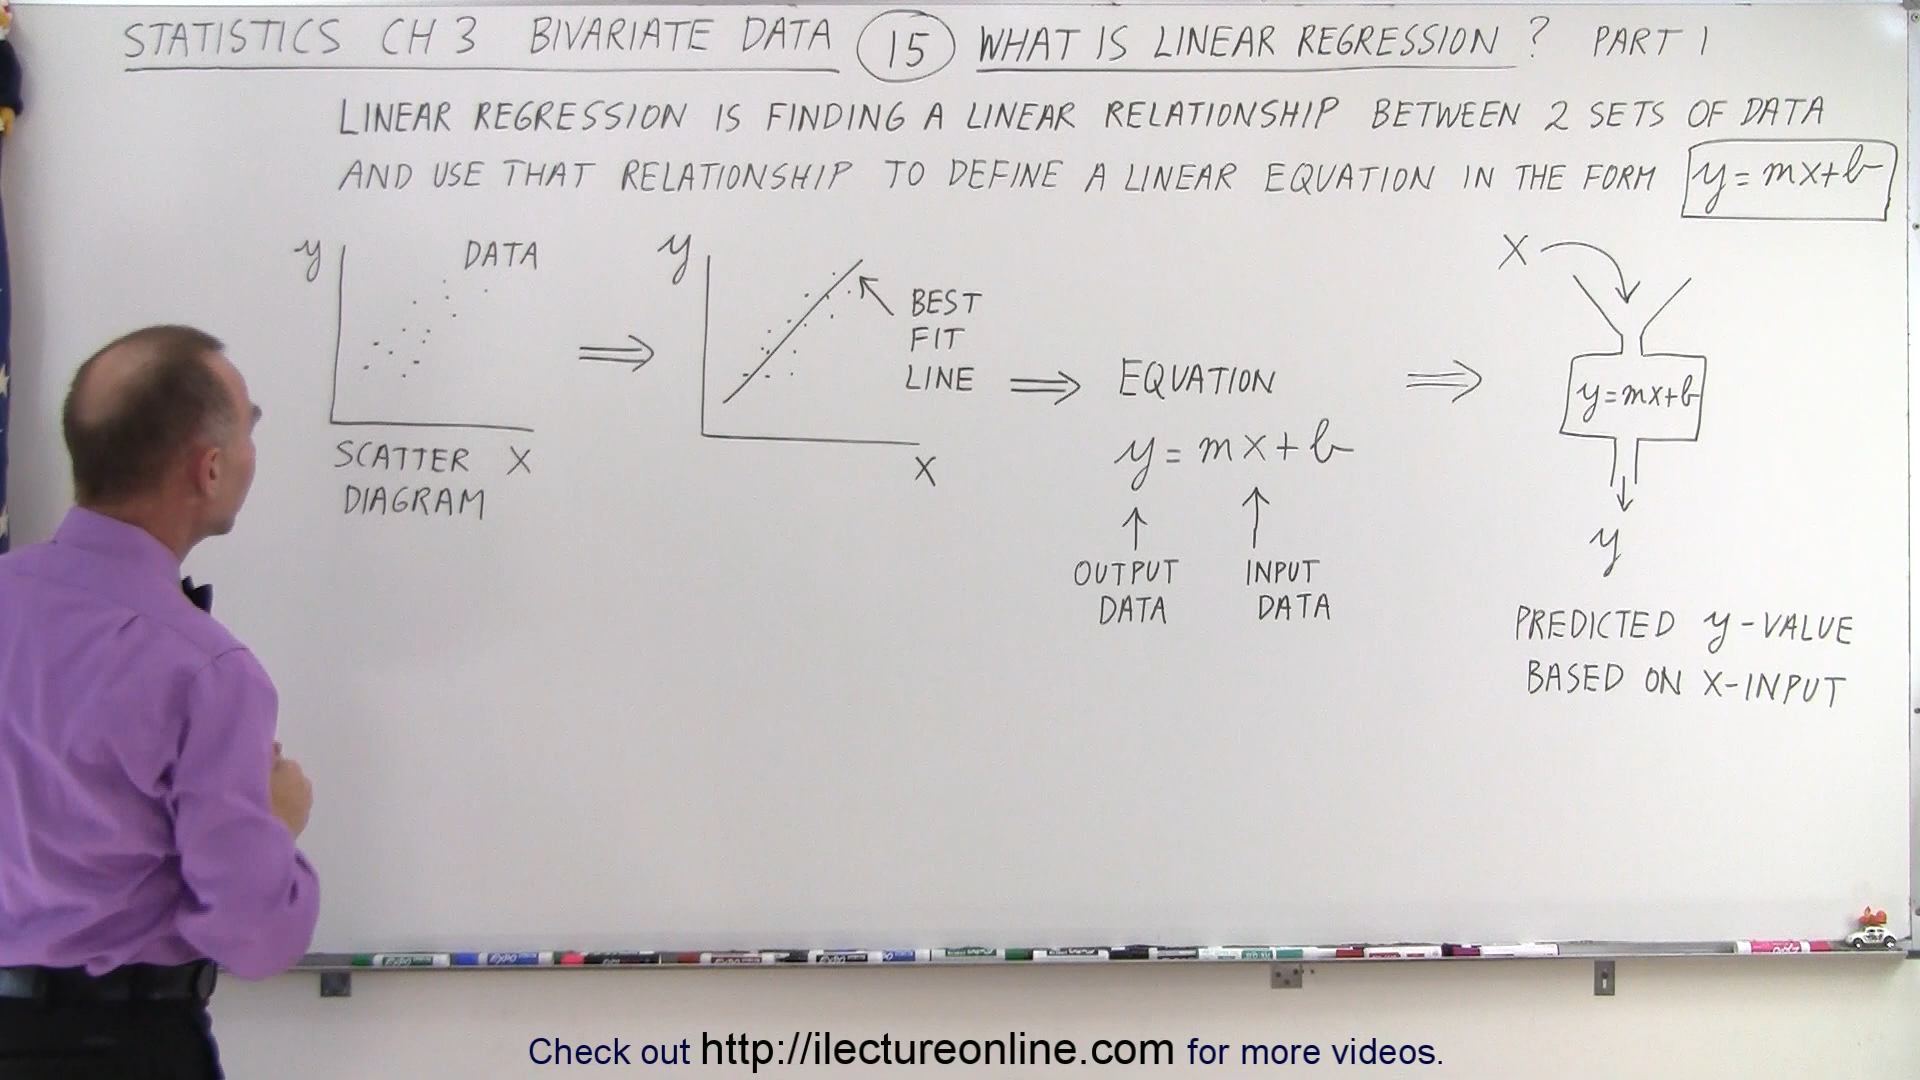 STATISTICS CH 3 BIVARIATE DATA 15 WHAT IS LINEAR REGRESSION? PART 1
LINEAR REGRESSION IS FINDING A LINEAR RELATIONSHIP BETWEEN 2 SETS OF DATA
AND USE THAT RELATIONSHIP TO DEFINE A LINEAR EQUATION IN THE FORM y = mx+b
y
DATA
SCATTER X
DIAGRAM
y
BEST
FIT
LINE
X
EQUATION
y = mx + b
OUTPUT
DATA
INPUT
DATA
X
y=mx+b
y
PREDICTED y-VALUE
BASED ON X-INPUT
EXPO
EXPO
Check out http://ilectureonline.com for more videos.